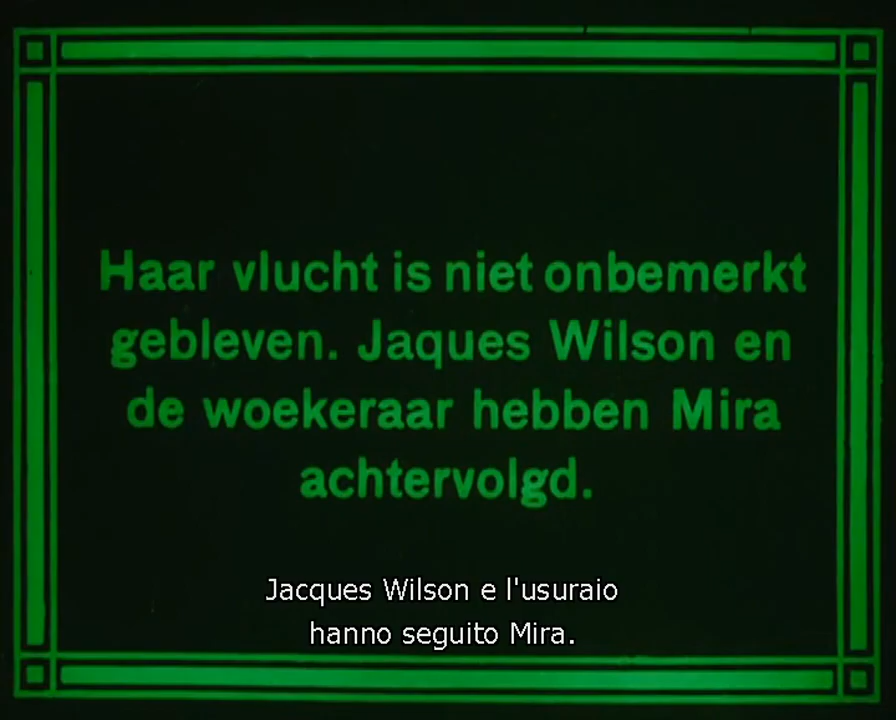 Haar vlucht is niet onbemerkt
gebleven. Jaques Wilson en
de woekeraar hebben Mira
achtervolgd.
Jacques Wilson e l'usuraio
hanno seguito Mira.